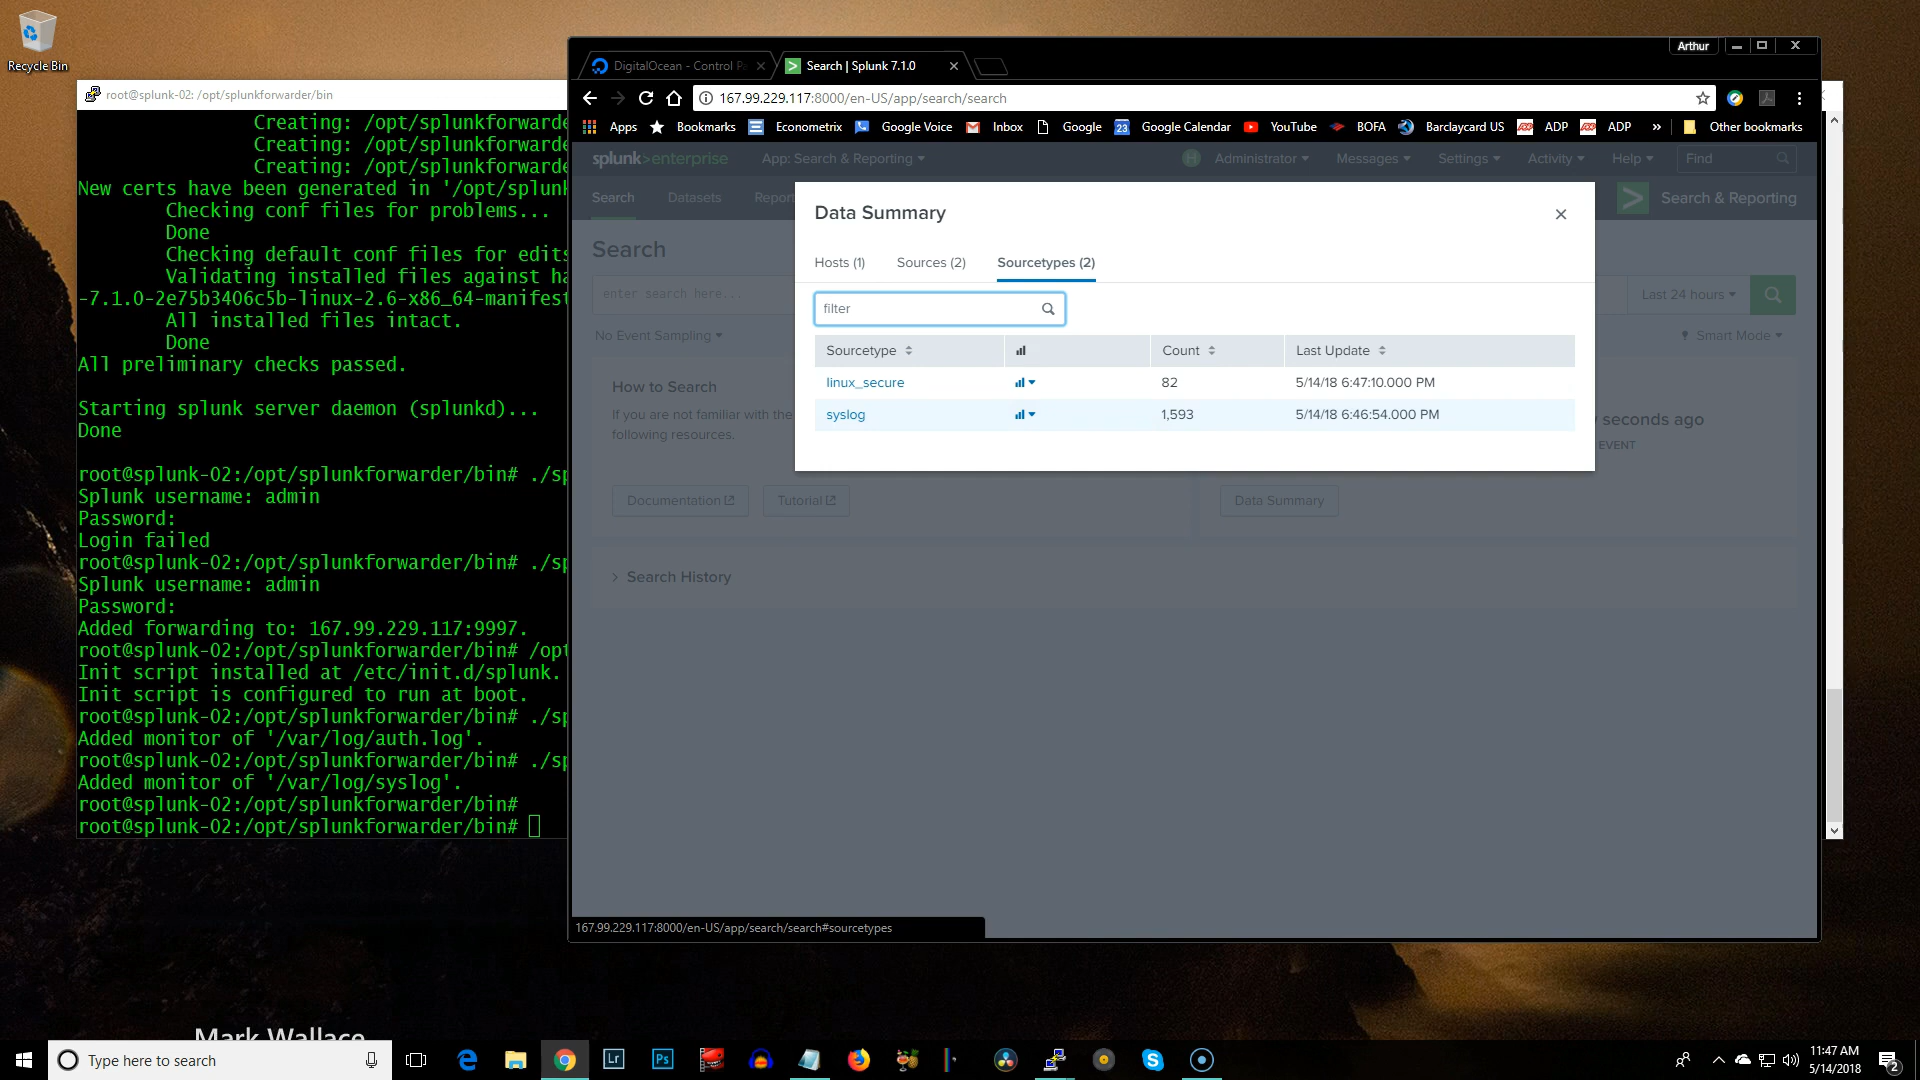 Recycle Bin
root@splunk-02: /opt/splunkforwarder/bin
Creating: /opt/splunkforwarde
Creating: /opt/splunkforwarde
Creating: /opt/splunkforwarde
New certs have been generated in '/opt/splunk
Checking conf files for problems...
Done
Checking default conf files for edits
Validating installed files against ha
-7.1.0-2e75b3406c5b-linux-2.6-x86_64-manifest
All installed files intact.
Done
All preliminary checks passed.
Starting splunk server daemon (splunkd)...
Done
root@splunk-02:/opt/splunkforwarder/bin# ./sp
Splunk username: admin
Password:
Login failed
root@splunk-02:/opt/splunkforwarder/bin# ./sp
Splunk username: admin
Password:
Added forwarding to: 167.99.229.117:9997.
root@splunk-02:/opt/splunkforwarder/bin# /opt
Init script installed at /etc/init.d/splunk.
Init script is configured to run at boot.
root@splunk-02:/opt/splunkforwarder/bin# ./sp
Added monitor of '/var/log/auth.log'.
root@splunk-02:/opt/splunkforwarder/bin# ./sp
Added monitor of '/var/log/syslog'.
root@splunk-02:/opt/splunkforwarder/bin#
root@splunk-02:/opt/splunkforwarder/bin#
Arthur
DigitalOcean - Control Pa
Search | Splunk 7.1.0
167.99.229.117:8000/en-US/app/search/search
Apps Bookmarks Econometrix Google Voice Inbox Google 23 Google Calendar YouTube BOFA Barclaycard US ADP ADP » Other bookmarks
splunk>enterprise App: Search & Reporting Administrator Messages Settings Activity Help Find
Search Datasets Report Search & Reporting
Search
enter search here... Last 24 hours
No Event Sampling Smart Mode
How to Search
If you are not familiar with the
following resources.
seconds ago
EVENT
Documentation Tutorial Data Summary
Search History
Data Summary
Hosts (1) Sources (2) Sourcetypes (2)
filter
Sourcetype Count Last Update
linux_secure 82 5/14/18 6:47:10.000 PM
syslog 1,593 5/14/18 6:46:54.000 PM
167.99.229.117:8000/en-US/app/search/search#sourcetypes
Mark Wallace
Type here to search
Lr
Ps
11:47 AM
5/14/2018
2